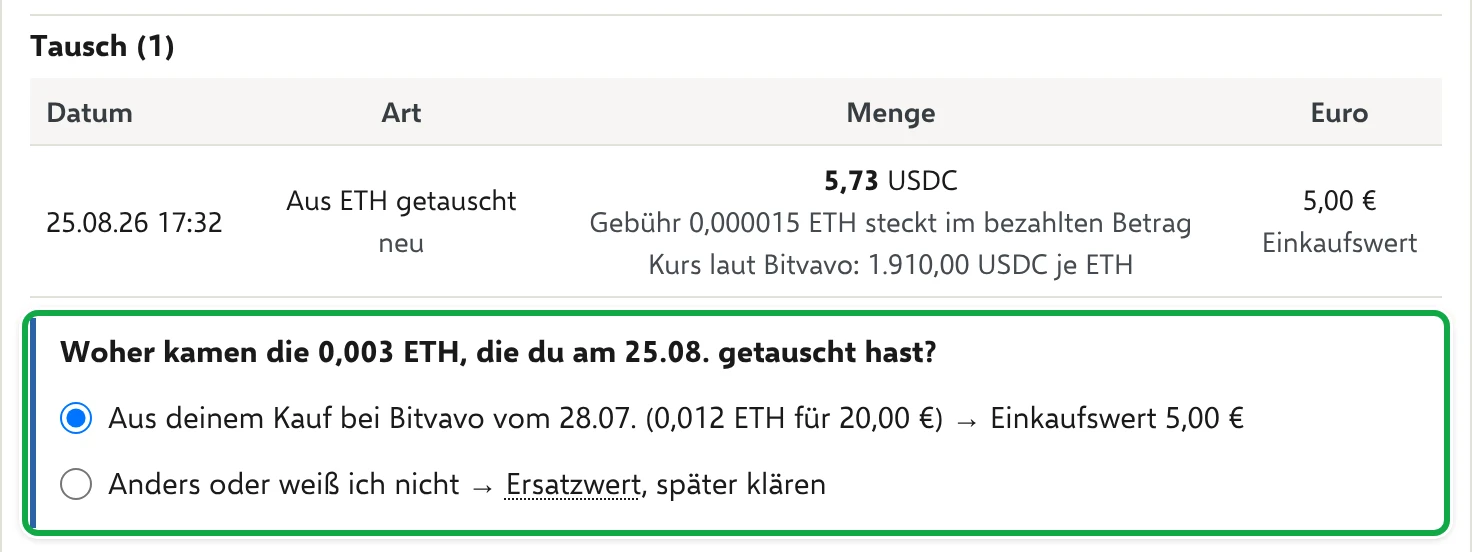 Tausch (1)
Datum Art Menge Euro
25.08.26 17:32
Aus ETH getauscht
neu
5,73 USDC
Gebühr 0,000015 ETH steckt im bezahlten Betrag
Kurs laut Bitvavo: 1.910,00 USDC je ETH
5,00 €
Einkaufswert
Woher kamen die 0,003 ETH, die du am 25.08. getauscht hast?
Aus deinem Kauf bei Bitvavo vom 28.07. (0,012 ETH für 20,00 €) → Einkaufswert 5,00 €
Anders oder weiß ich nicht → Ersatzwert, später klären